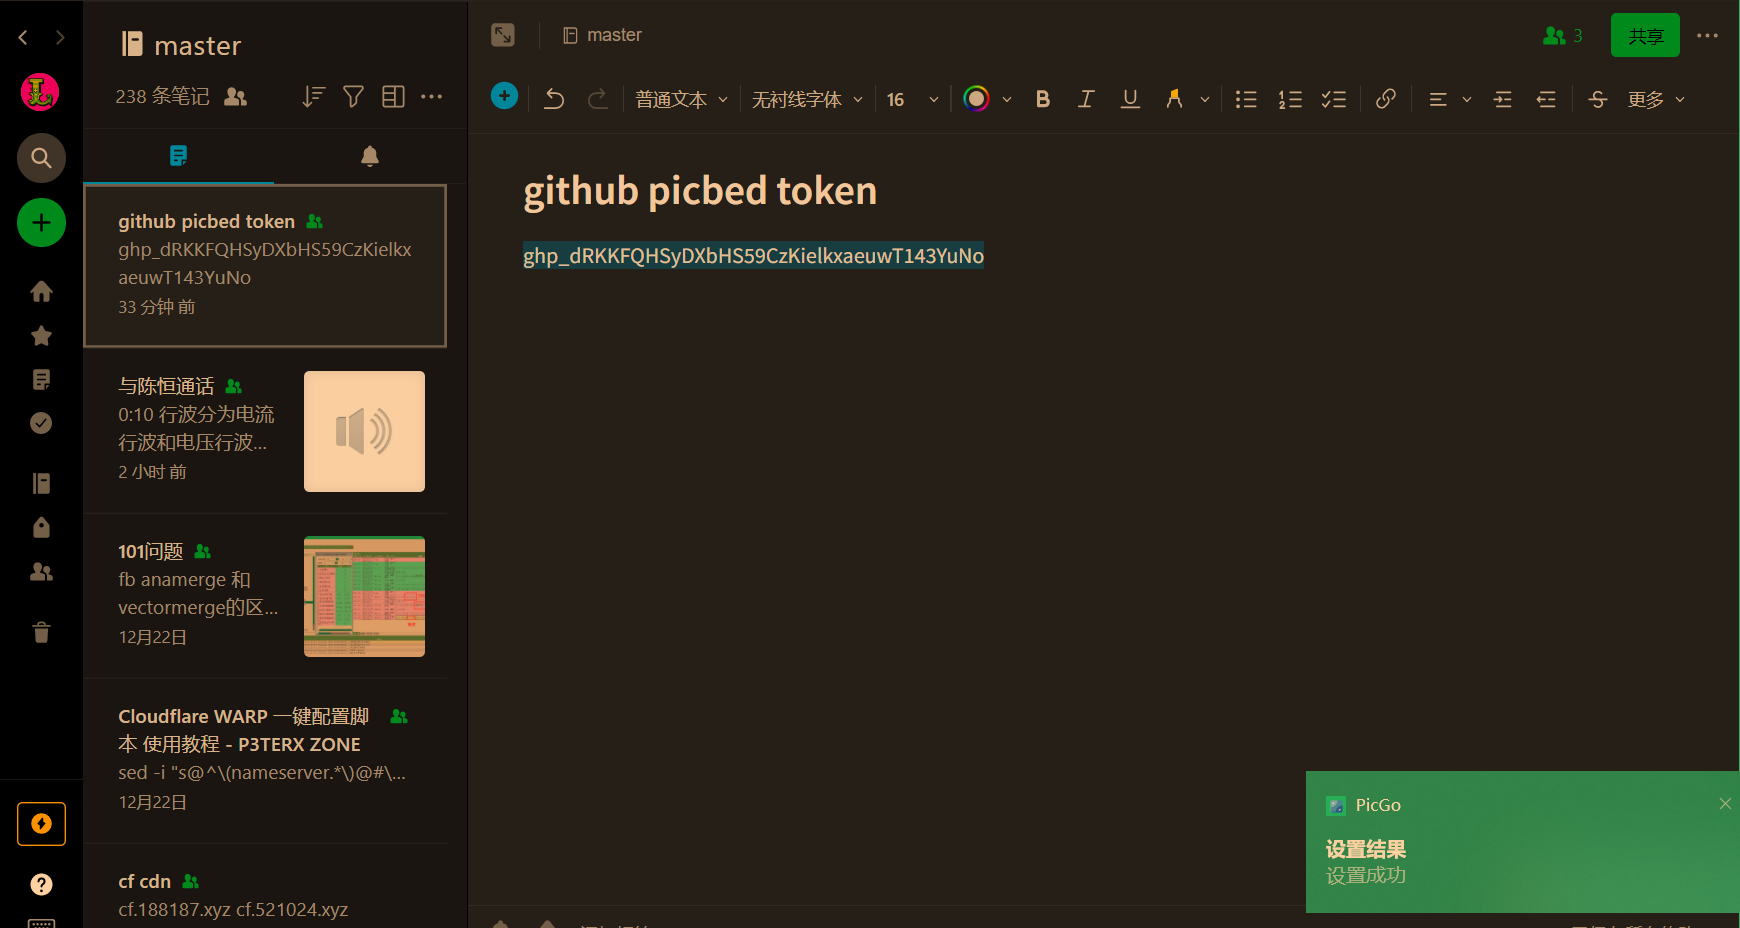 master
238 条笔记
github picbed token
ghp_dRKKFQHSyDXbHS59CzKielkx
aeuwT143YuNo
33 分钟 前
与陈恒通话
0:10 行波分为电流
行波和电压行波...
2 小时 前
101问题
fb anamerge 和
vectormerge的区...
12月22日
Cloudflare WARP 一键配置脚
本 使用教程 - P3TERX ZONE
sed -i "s@^\(nameserver.*\)@#\...
12月22日
cf cdn
cf.188187.xyz cf.521024.xyz
master
3
共享
普通文本
无衬线字体
16
更多
github picbed token
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
PicGo
设置结果
设置成功